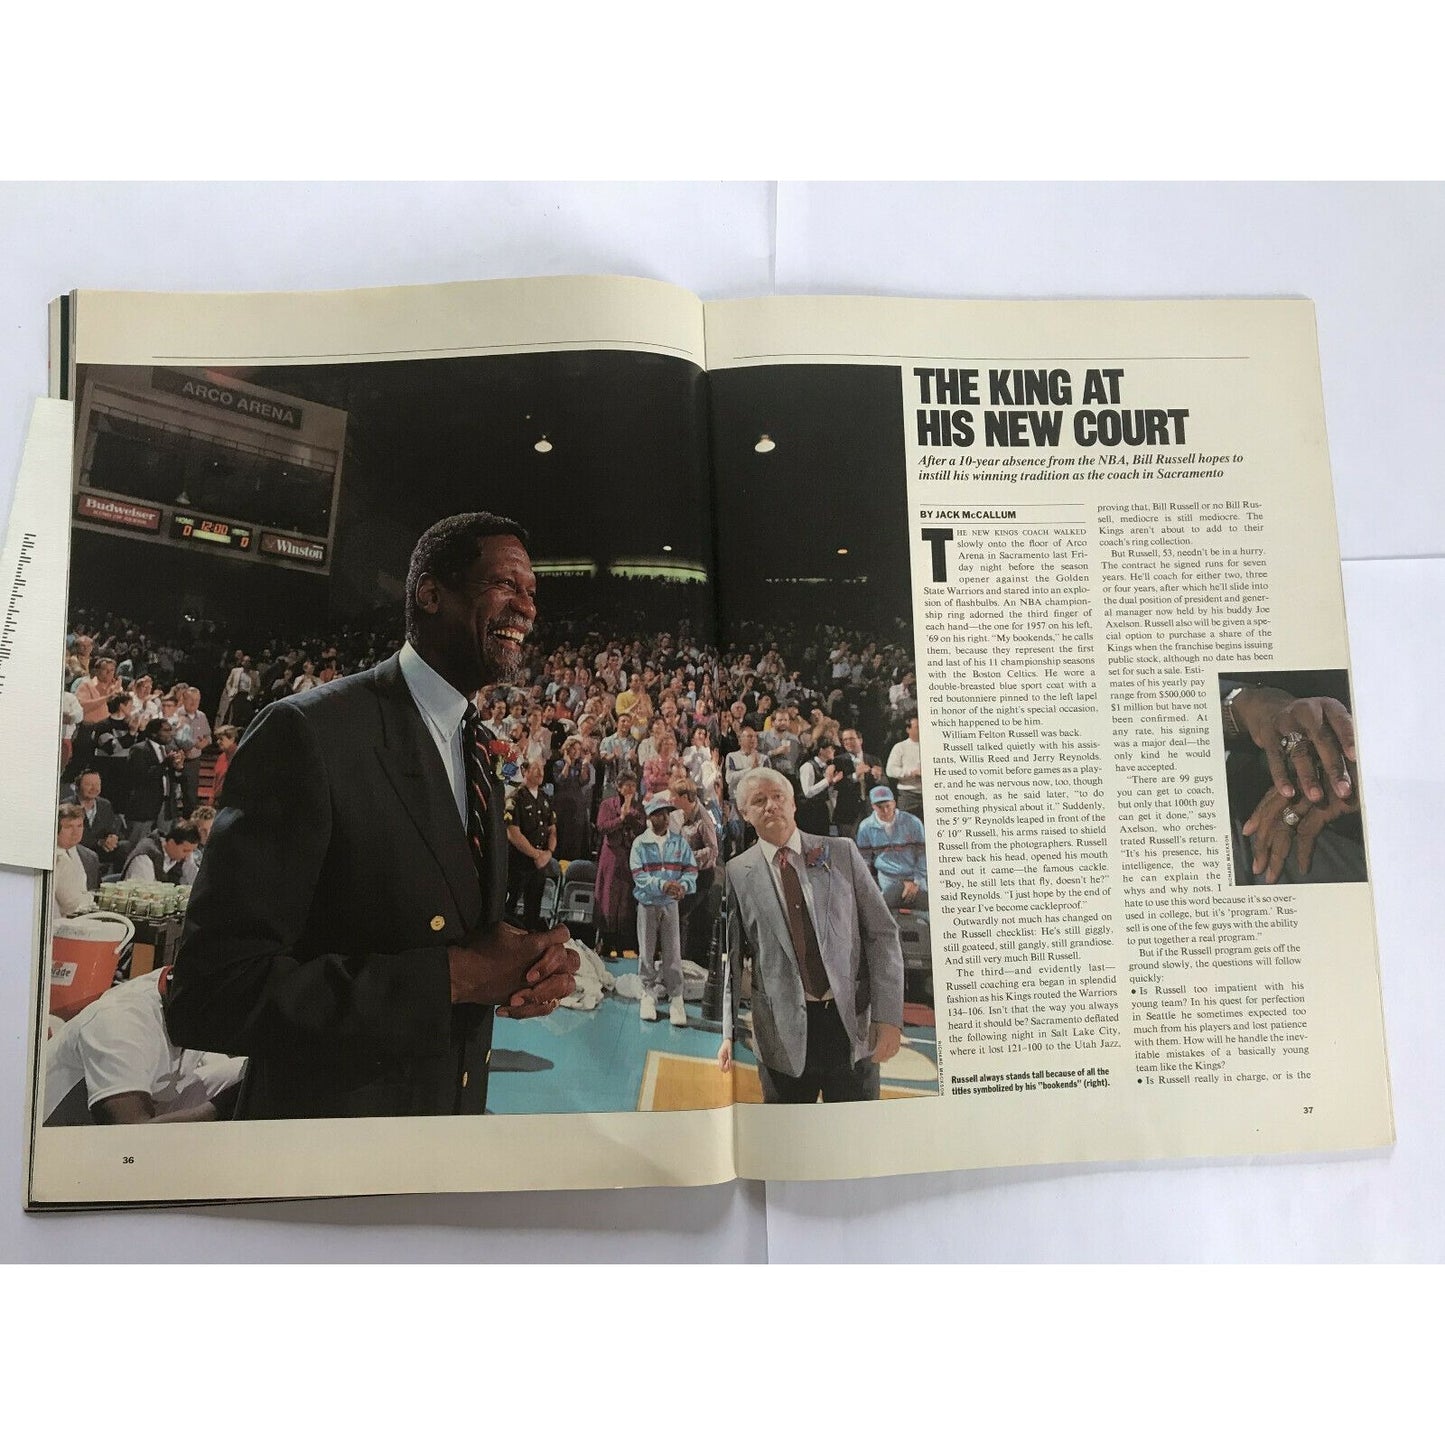 ARCO ARENA
Budweiser
KING OF BEERS
HOME
12:00
0
0
Winston
THE KING AT
HIS NEW COURT
After a 10-year absence from the NBA, Bill Russell hopes to
instill his winning tradition as the coach in Sacramento
BY JACK McCALLUM
THE NEW KINGS COACH WALKED
slowly onto the floor of Arco
Arena in Sacramento last Fri-
day night before the season
opener against the Golden
State Warriors and stared into an explo-
sion of flashbulbs. An NBA champion-
ship ring adorned the third finger of
each hand—the one for 1957 on his left,
'69 on his right. "My bookends," he calls
them, because they represent the first
and last of his 11 championship seasons
with the Boston Celtics. He wore a
double-breasted blue sport coat with a
red boutonniere pinned to the left lapel
in honor of the night's special occasion,
which happened to be him.
William Felton Russell was back.
Russell talked quietly with his assis-
tants, Willis Reed and Jerry Reynolds.
He used to vomit before games as a play-
er, and he was nervous now, too, though
not enough, as he said later, "to do
something physical about it." Suddenly,
the 5' 9" Reynolds leaped in front of the
6' 10" Russell, his arms raised to shield
Russell from the photographers. Russell
threw back his head, opened his mouth
and out it came—the famous cackle.
"Boy, he still lets that fly, doesn't he?"
said Reynolds. "I just hope by the end of
the year I've become cackleproof."
Outwardly not much has changed on
the Russell checklist: He's still giggly,
still goateed, still gangly, still grandiose.
And still very much Bill Russell.
The third—and evidently last—
Russell coaching era began in splendid
fashion as his Kings routed the Warriors
134–106. Isn't that the way you always
heard it should be? Sacramento deflated
the following night in Salt Lake City,
where it lost 121–100 to the Utah Jazz,
proving that, Bill Russell or no Bill Rus-
sell, mediocre is still mediocre. The
Kings aren't about to add to their
coach's ring collection.
But Russell, 53, needn't be in a hurry.
The contract he signed runs for seven
years. He'll coach for either two, three
or four years, after which he'll slide into
the dual position of president and gener-
al manager now held by his buddy Joe
Axelson. Russell also will be given a spe-
cial option to purchase a share of the
Kings when the franchise begins issuing
public stock, although no date has been
set for such a sale. Esti-
mates of his yearly pay
range from $500,000 to
$1 million but have not
been confirmed. At
any rate, his signing
was a major deal—the
only kind he would
have accepted.
"There are 99 guys
you can get to coach,
but only that 100th guy
can get it done," says
Axelson, who orches-
trated Russell's return.
"It's his presence, his
intelligence, the way
he can explain the
whys and why nots. I
hate to use this word because it's so over-
used in college, but it's 'program.' Rus-
sell is one of the few guys with the ability
to put together a real program."
But if the Russell program gets off the
ground slowly, the questions will follow
quickly:
• Is Russell too impatient with his
young team? In his quest for perfection
in Seattle he sometimes expected too
much from his players and lost patience
with them. How will he handle the inev-
itable mistakes of a basically young
team like the Kings?
• Is Russell really in charge, or is the
RICHARD MACKSON
RICHARD MACKSON
Russell always stands tall because of all the
titles symbolized by his "bookends" (right).
36
37